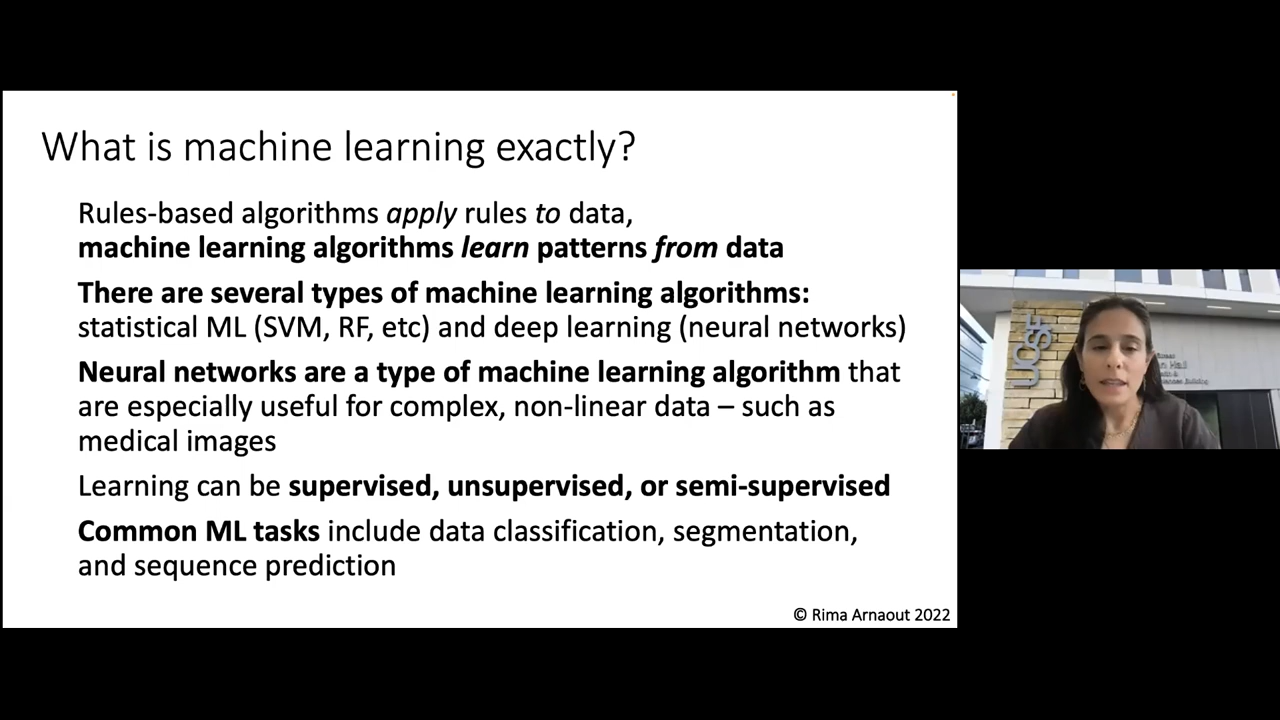 What is machine learning exactly?
Rules-based algorithms apply rules to data,
machine learning algorithms learn patterns from data
There are several types of machine learning algorithms:
statistical ML (SVM, RF, etc) and deep learning (neural networks)
Neural networks are a type of machine learning algorithm that
are especially useful for complex, non-linear data – such as
medical images
Learning can be supervised, unsupervised, or semi-supervised
Common ML tasks include data classification, segmentation,
and sequence prediction
© Rima Arnaout 2022
UCSF
Hall